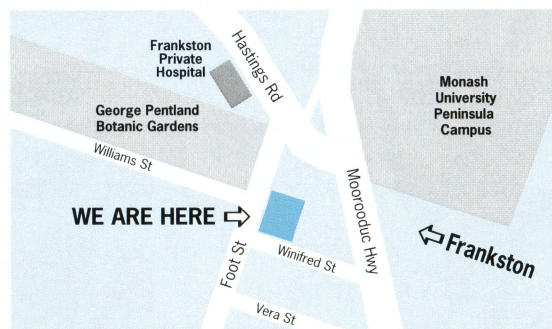 Frankston
Private
Hospital
Hastings Rd
George Pentland
Botanic Gardens
Monash
University
Peninsula
Campus
Williams St
WE ARE HERE
Moorooduc Hwy
Frankston
Foot St
Winifred St
Vera St